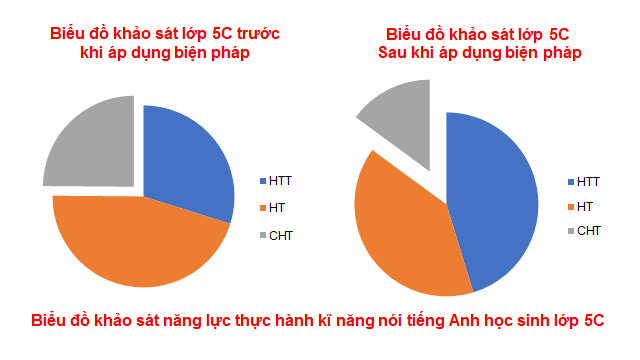 Biểu đồ khảo sát lớp 5C trước
khi áp dụng biện pháp
HTT
HT
CHT
Biểu đồ khảo sát lớp 5C
Sau khi áp dụng biện pháp
HTT
HT
CHT
Biểu đồ khảo sát năng lực thực hành kĩ năng nói tiếng Anh học sinh lớp 5C